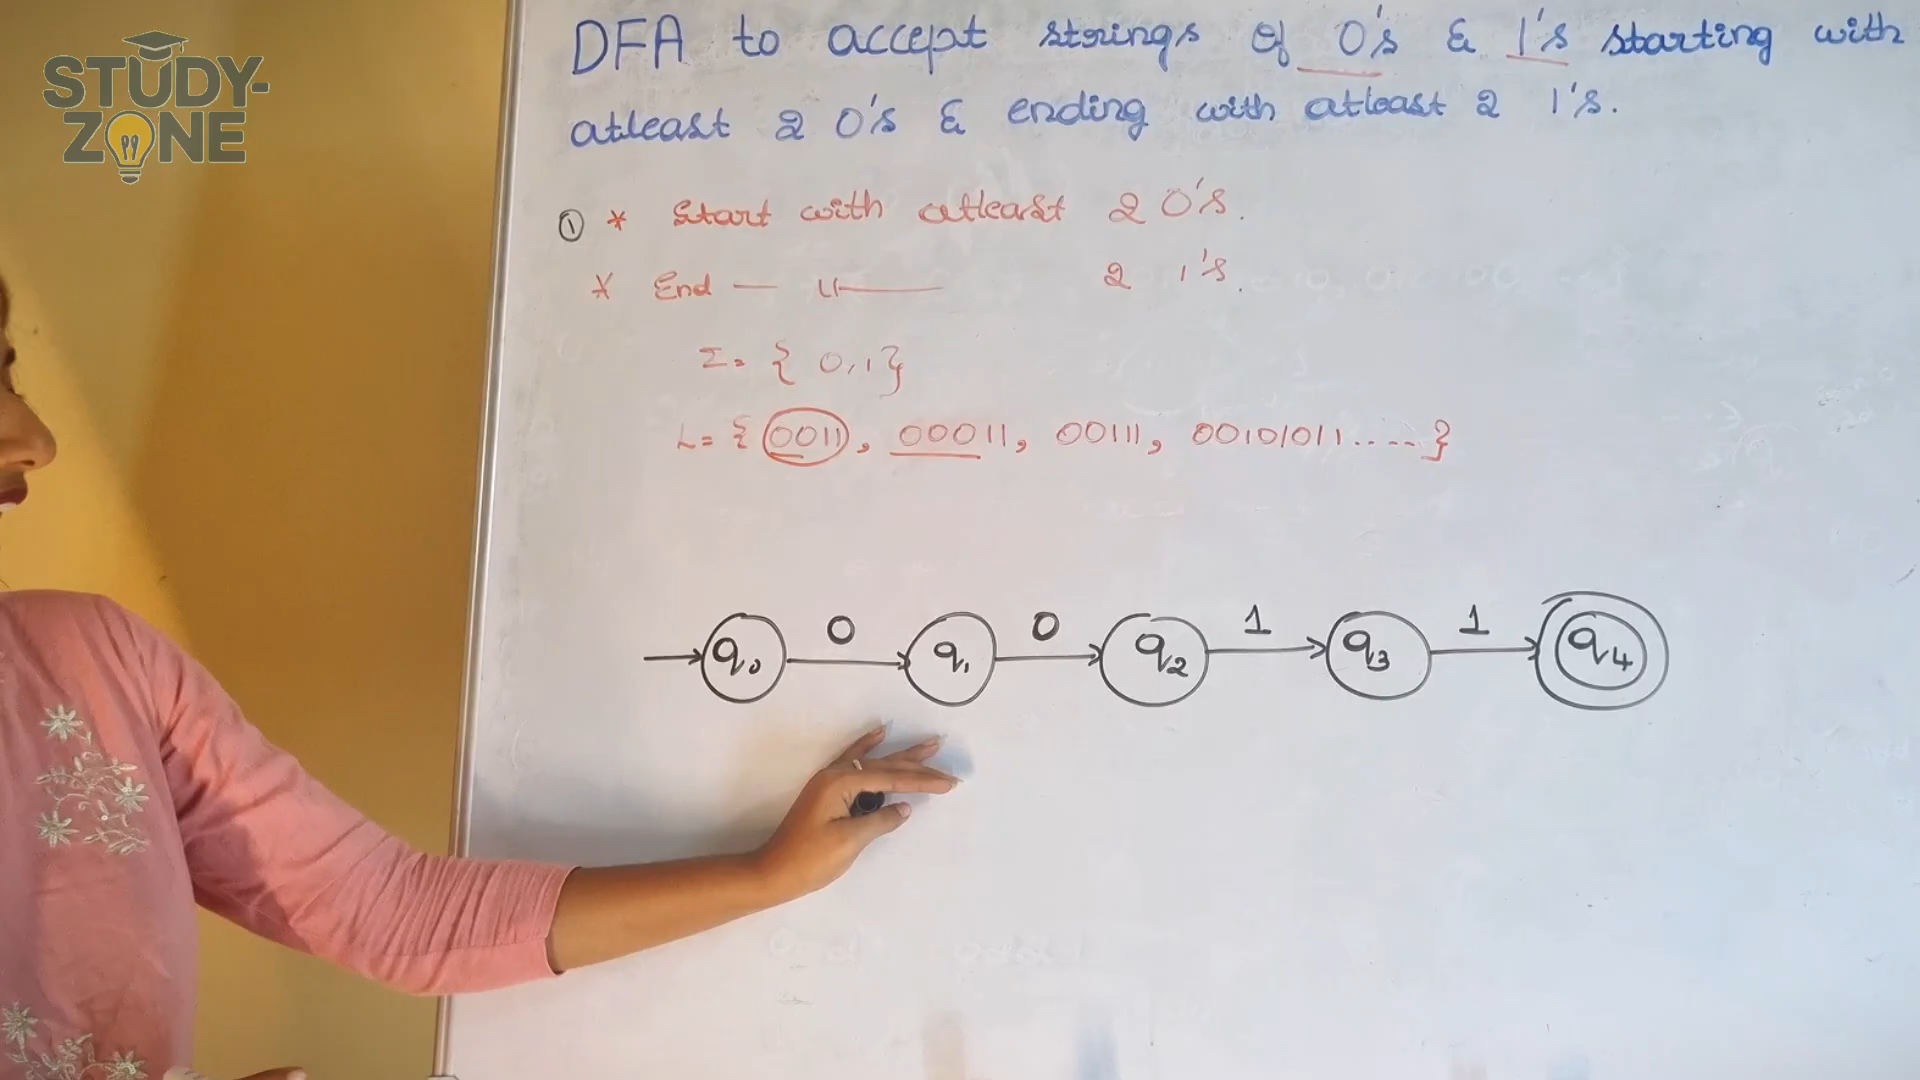 STUDY-
ZONE
DFA to accept strings of 0's & 1's starting with
atleast 2 0's & ending with atleast 2 1's.
① * Start with atleast 2 0's.
* End — 〃 — 2 1's.
Σ = { 0,1}
L = { 0011, 00011, 00111, 00101011..... }
q0 0 q1 0 q2 1 q3 1 q4